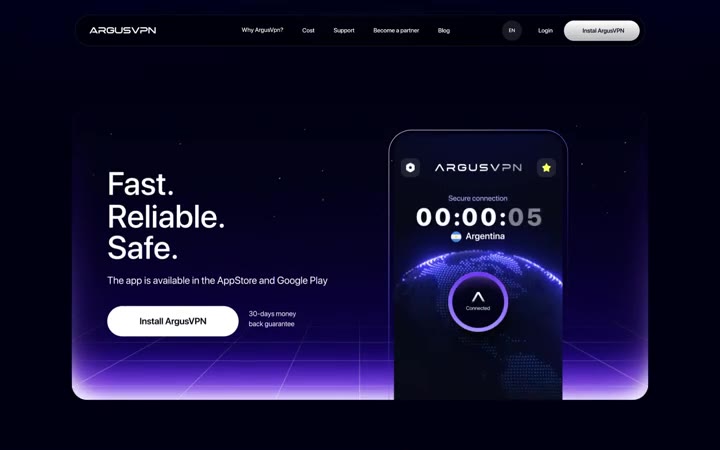 ARGUSVPN
Why ArgusVPN?
Cost
Support
Become a partner
Blog
EN
Login
Instal ArgusVPN
Fast.
Reliable.
Safe.
The app is available in the AppStore and Google Play
Install ArgusVPN
30-days money
back guarantee
ARGUSVPN
Secure connection
00:00:05
Argentina
Connected